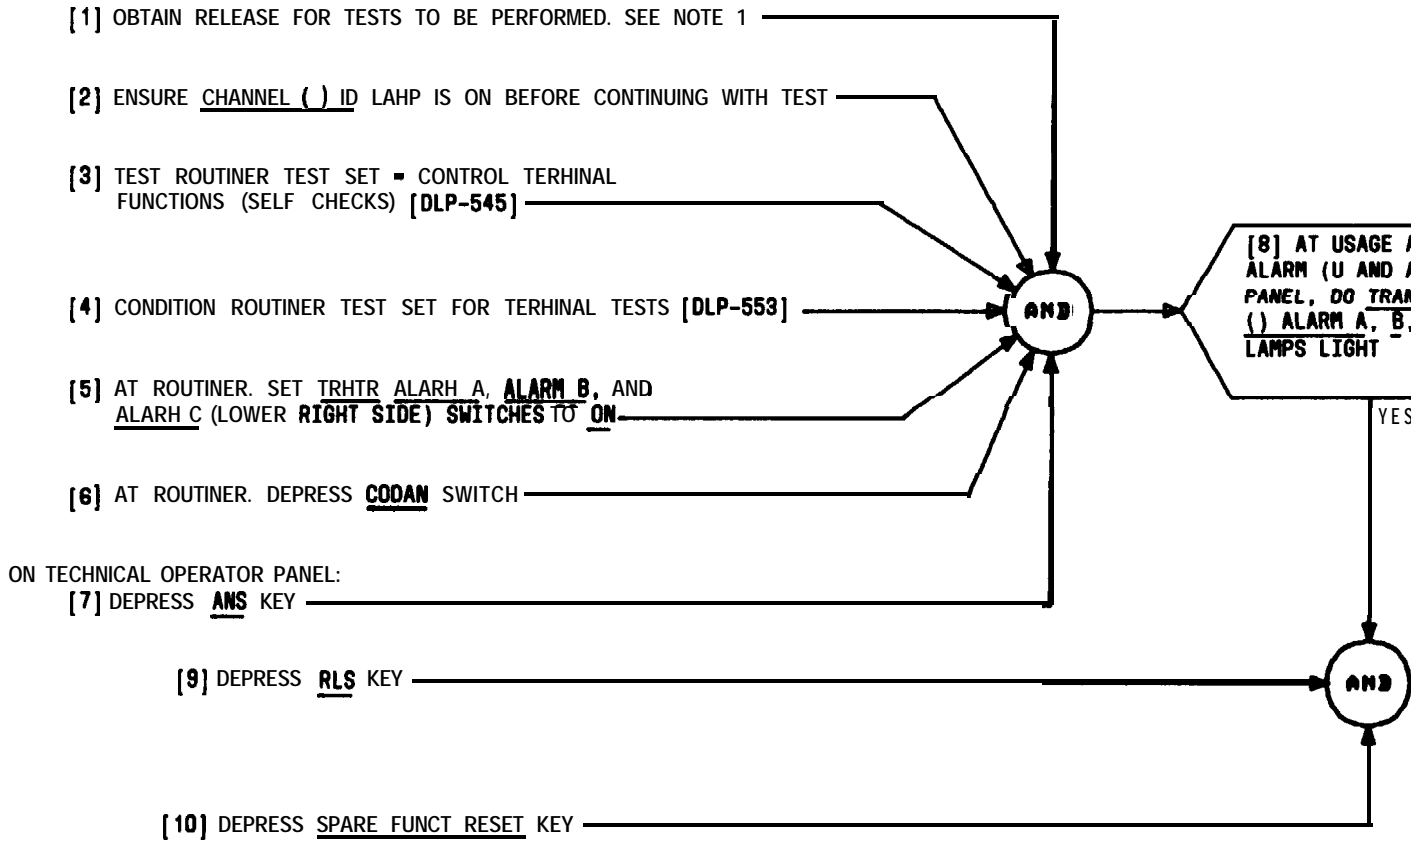 [1] OBTAIN RELEASE FOR TESTS TO BE PERFORMED. SEE NOTE 1
[2] ENSURE CHANNEL ( ) ID LAHP IS ON BEFORE CONTINUING WITH TEST
[3] TEST ROUTINER TEST SET - CONTROL TERHINAL
FUNCTIONS (SELF CHECKS) [DLP-545]
[4] CONDITION ROUTINER TEST SET FOR TERHINAL TESTS [DLP-553]
AND
[8] AT USAGE A
ALARM (U AND A
PANEL, DO TRAN
() ALARM A, B,
LAMPS LIGHT
YES
[5] AT ROUTINER. SET TRHTR ALARH A, ALARM B, AND
ALARH C (LOWER RIGHT SIDE) SWITCHES TO ON
[6] AT ROUTINER. DEPRESS CODAN SWITCH
ON TECHNICAL OPERATOR PANEL:
[7] DEPRESS ANS KEY
[9] DEPRESS RLS KEY
AND
[10] DEPRESS SPARE FUNCT RESET KEY